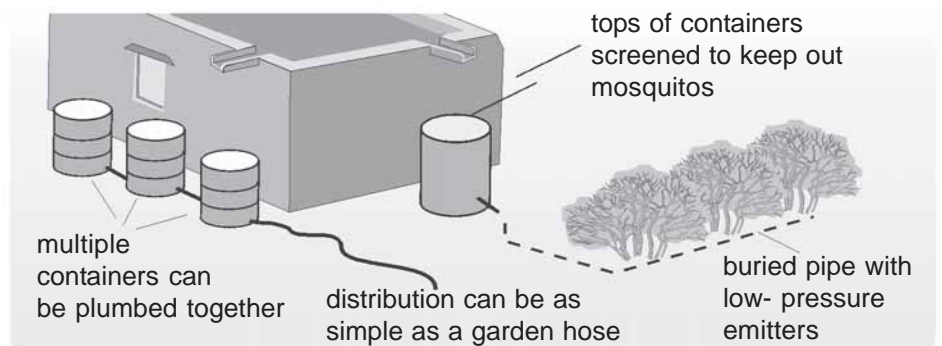 tops of containers
screened to keep out
mosquitos
multiple
containers can
be plumbed together
distribution can be as
simple as a garden hose
buried pipe with
low- pressure
emitters